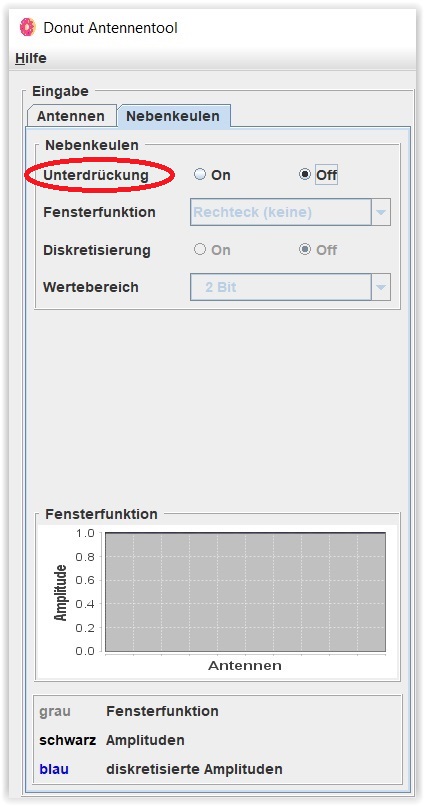 Donut Antennentool
Hilfe
Eingabe
Antennen Nebenkeulen
Nebenkeulen
Unterdrückung On Off
Fensterfunktion Rechteck (keine)
Diskretisierung On Off
Wertebereich 2 Bit
Fensterfunktion
1.0
0.8
0.6
0.4
0.2
0.0
Amplitude
Antennen
grau Fensterfunktion
schwarz Amplituden
blau diskretisierte Amplituden